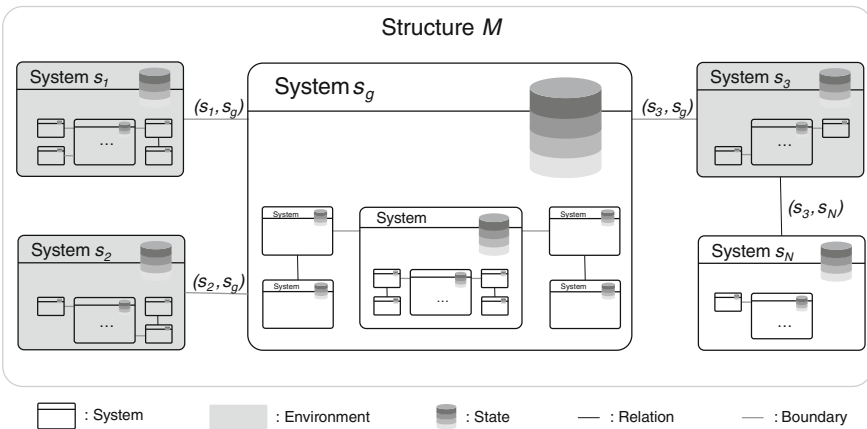 Structure M
System s1
(s1, sg)
System sg
(s3, sg)
System s3
...
...
(s3, sN)
System s2
(s2, sg)
System
System
System
System sN
...
System
...
System
...
: System
: Environment
: State
: Relation
: Boundary